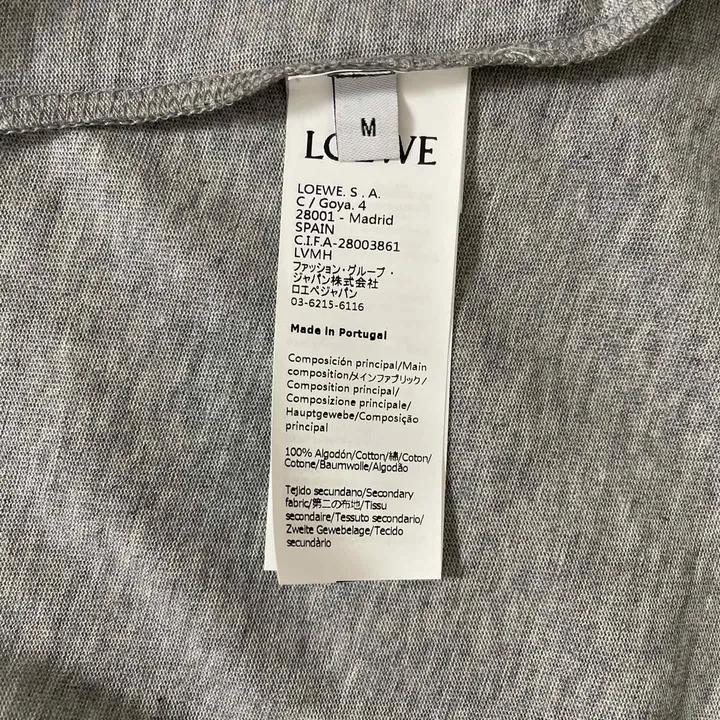 M
LOEWE
LOEWE. S . A.
C / Goya. 4
28001 - Madrid
SPAIN
C.I.F.A-28003861
LVMH
ファッション・グループ・
ジャパン株式会社
ロエベジャパン
03-6215-6116
Made in Portugal
Composición principal/Main
composition/メインファブリック/
Composition principal/
Composizione principale/
Hauptgewebe/Composição
principal
100% Algodón/Cotton/綿/Coton/
Cotone/Baumwolle/Algodão
Tejido secundano/Secondary
fabric/第二の布地/Tissu
secondaire/Tessuto secondario/
Zweite Gewebelage/Tecido
secundàrio